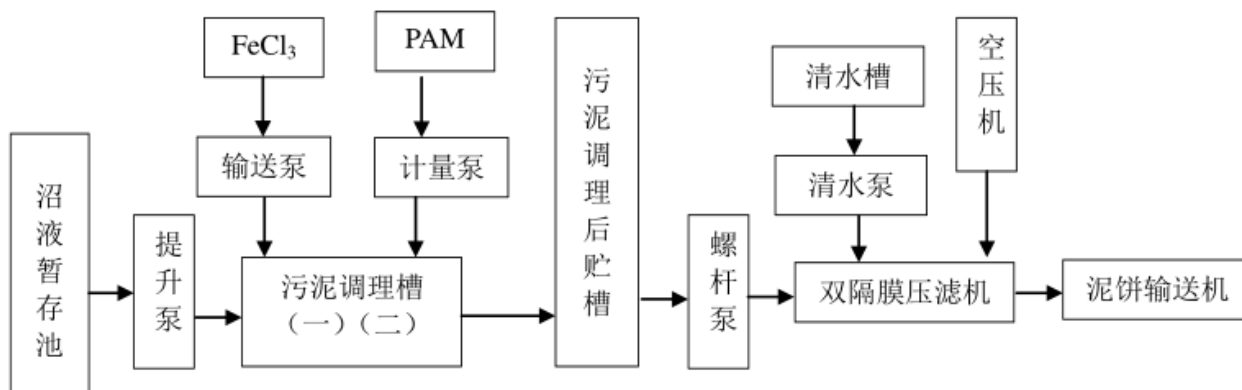 FeCl₃
PAM
输送泵
计量泵
沼液暂存池
提升泵
污泥调理槽
（一）（二）
污泥调理后贮槽
螺杆泵
清水槽
清水泵
空压机
双隔膜压滤机
泥饼输送机